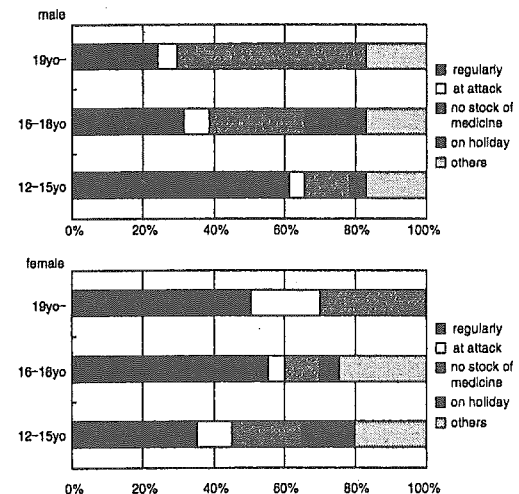 male
19yo~
16-18yo
12-15yo
0% 20% 40% 60% 80% 100%
regularly
at attack
no stock of
medicine
on holiday
others
female
19yo~
16-18yo
12-15yo
0% 20% 40% 60% 80% 100%
regularly
at attack
no stock of
medicine
on holiday
others